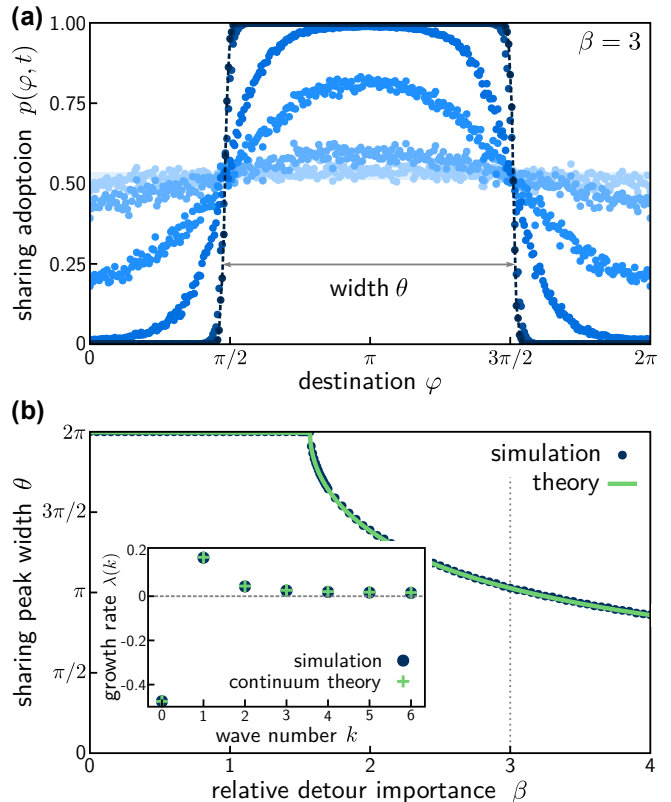 (a)
1.00
0.75
0.50
0.25
0
sharing adoptoion p(φ, t)
β = 3
width θ
0
π/2
π
3π/2
2π
destination φ
(b)
2π
3π/2
π
π/2
0
sharing peak width θ
simulation
theory
0.2
0
-0.2
-0.4
growth rate λ(k)
simulation
continuum theory
0 1 2 3 4 5 6
wave number k
0 1 2 3 4
relative detour importance β